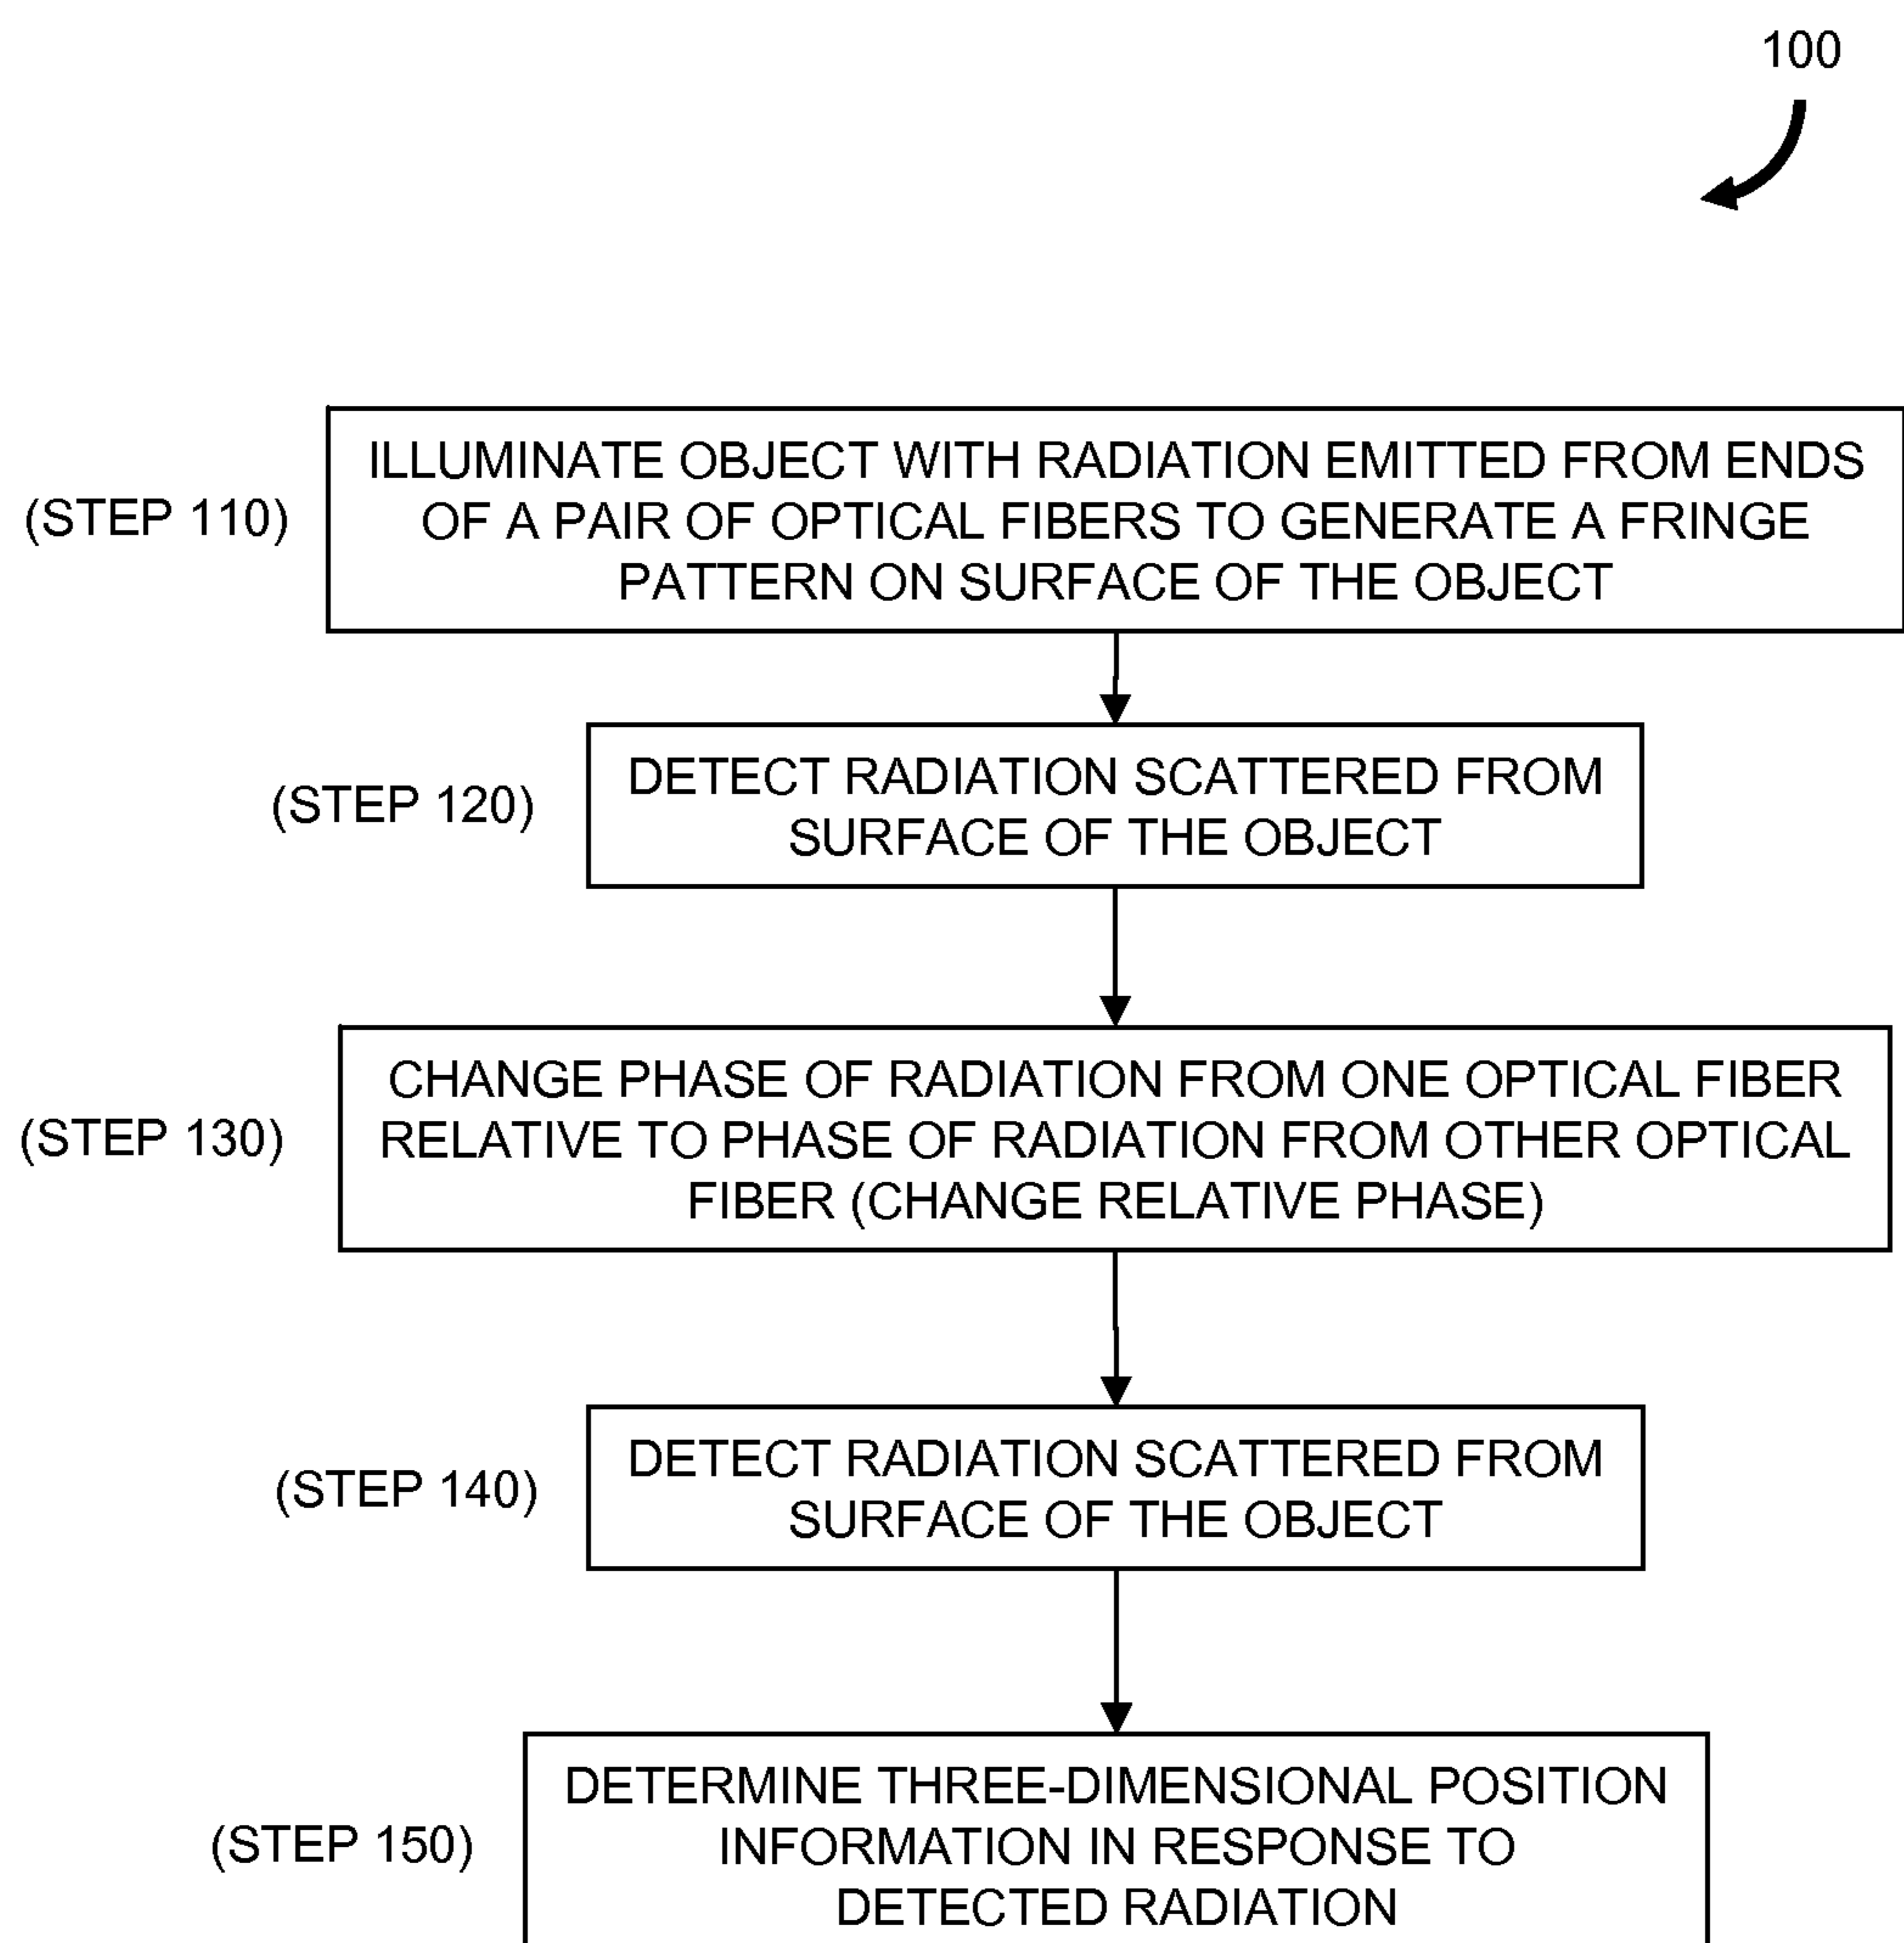 100
(STEP 110)
ILLUMINATE OBJECT WITH RADIATION EMITTED FROM ENDS
OF A PAIR OF OPTICAL FIBERS TO GENERATE A FRINGE
PATTERN ON SURFACE OF THE OBJECT
(STEP 120)
DETECT RADIATION SCATTERED FROM
SURFACE OF THE OBJECT
(STEP 130)
CHANGE PHASE OF RADIATION FROM ONE OPTICAL FIBER
RELATIVE TO PHASE OF RADIATION FROM OTHER OPTICAL
FIBER (CHANGE RELATIVE PHASE)
(STEP 140)
DETECT RADIATION SCATTERED FROM
SURFACE OF THE OBJECT
(STEP 150)
DETERMINE THREE-DIMENSIONAL POSITION
INFORMATION IN RESPONSE TO
DETECTED RADIATION